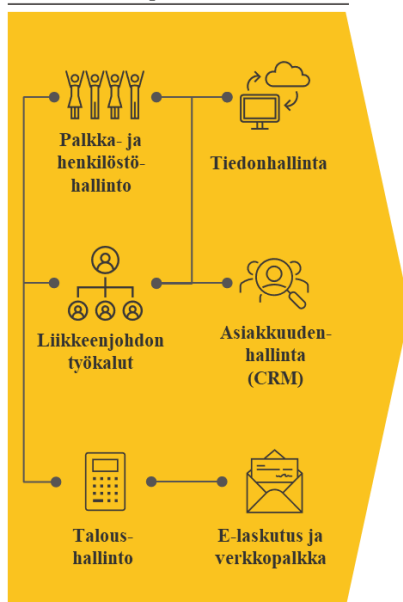 Palkka- ja
henkilöstö-
hallinto
Tiedonhallinta
Liikkeenjohdon
työkalut
Asiakkuuden-
hallinta
(CRM)
Talous-
hallinto
E-laskutus ja
verkkopalkka